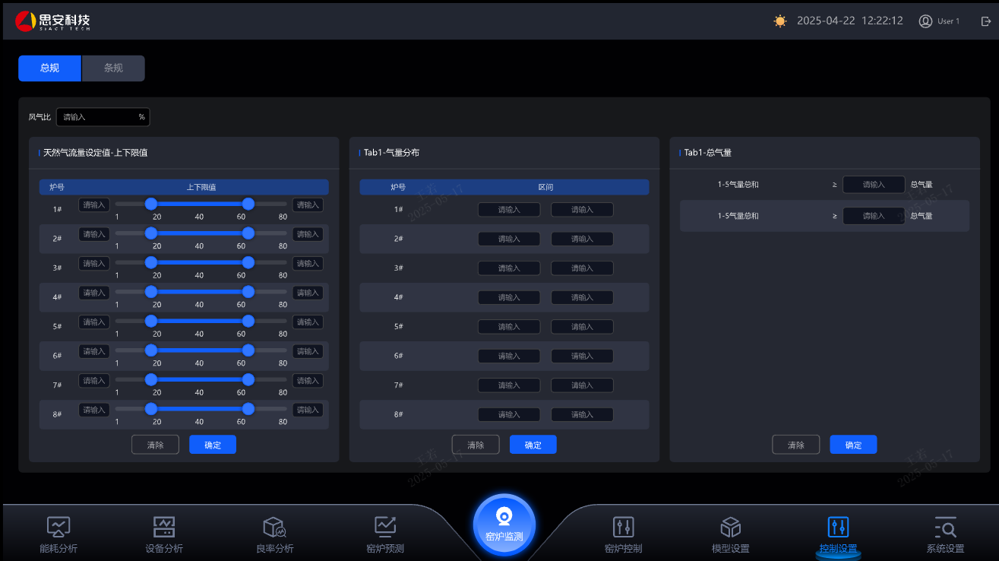 思安科技
SIACT TECH
2025-04-22 12:22:12
User 1
总规
条规
风气比
请输入 %
天然气流量设定值-上下限值
炉号 上下限值
1# 请输入 请输入
1 20 40 60 80
2# 请输入 请输入
1 20 40 60 80
3# 请输入 请输入
1 20 40 60 80
4# 请输入 请输入
1 20 40 60 80
5# 请输入 请输入
1 20 40 60 80
6# 请输入 请输入
1 20 40 60 80
7# 请输入 请输入
1 20 40 60 80
8# 请输入 请输入
1 20 40 60 80
清除 确定
Tab1-气量分布
炉号 区间
1# 请输入 请输入
2# 请输入 请输入
3# 请输入 请输入
4# 请输入 请输入
5# 请输入 请输入
6# 请输入 请输入
7# 请输入 请输入
8# 请输入 请输入
清除 确定
Tab1-总气量
1-5气量总和 ≥ 请输入 总气量
1-5气量总和 ≥ 请输入 总气量
清除 确定
王若
2025-05-17
王若
2025-05-17
王若
2025-05-17
王若
2025-05-17
能耗分析
设备分析
良率分析
窑炉预测
窑炉监测
窑炉控制
模型设置
控制设置
系统设置